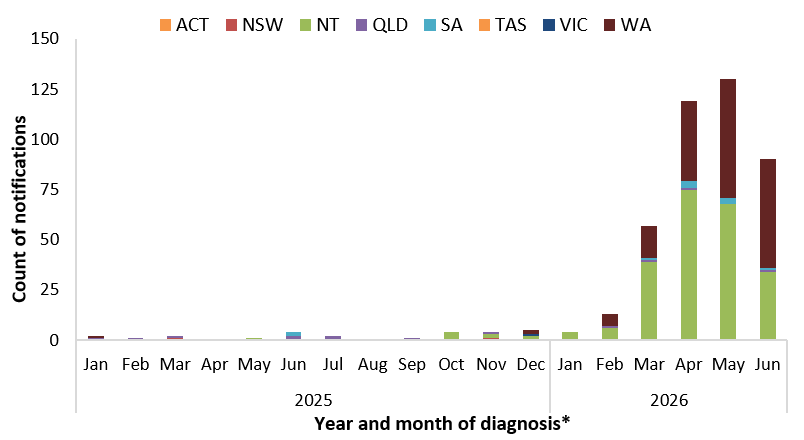 ACT NSW NT QLD SA TAS VIC WA
150
125
100
75
50
25
0
Count of notifications
Jan Feb Mar Apr May Jun Jul Aug Sep Oct Nov Dec Jan Feb Mar Apr May Jun
2025 2026
Year and month of diagnosis*